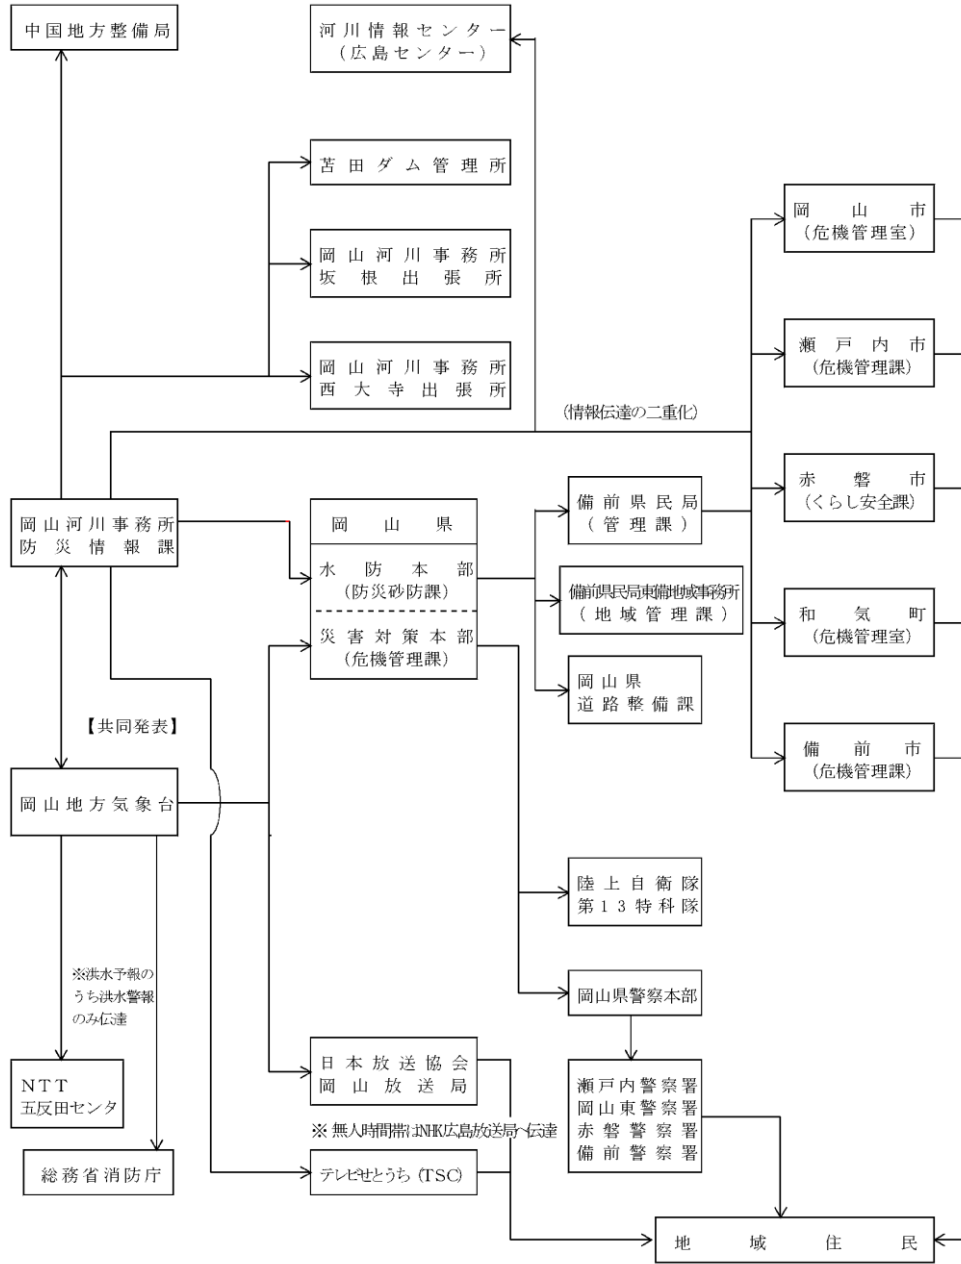 中国地方整備局
河川情報センター
（広島センター）
苫田ダム管理所
岡山河川事務所
坂根出張所
岡山河川事務所
西大寺出張所
岡山市
（危機管理室）
瀬戸内市
（危機管理課）
（情報伝達の二重化）
赤磐市
（くらし安全課）
岡山河川事務所
防災情報課
岡山県
水防本部
（防災砂防課）
災害対策本部
（危機管理課）
備前県民局
（管理課）
備前県民局東備地域事務所
（地域管理課）
岡山県
道路整備課
和気町
（危機管理室）
備前市
（危機管理課）
【共同発表】
岡山地方気象台
陸上自衛隊
第13特科隊
※洪水予報の
うち洪水警報
のみ伝達
岡山県警察本部
NTT
五反田センタ
日本放送協会
岡山放送局
※無人時間帯はNHK広島放送局へ伝達
瀬戸内警察署
岡山東警察署
赤磐警察署
備前警察署
総務省消防庁
テレビせとうち（TSC）
地域住民